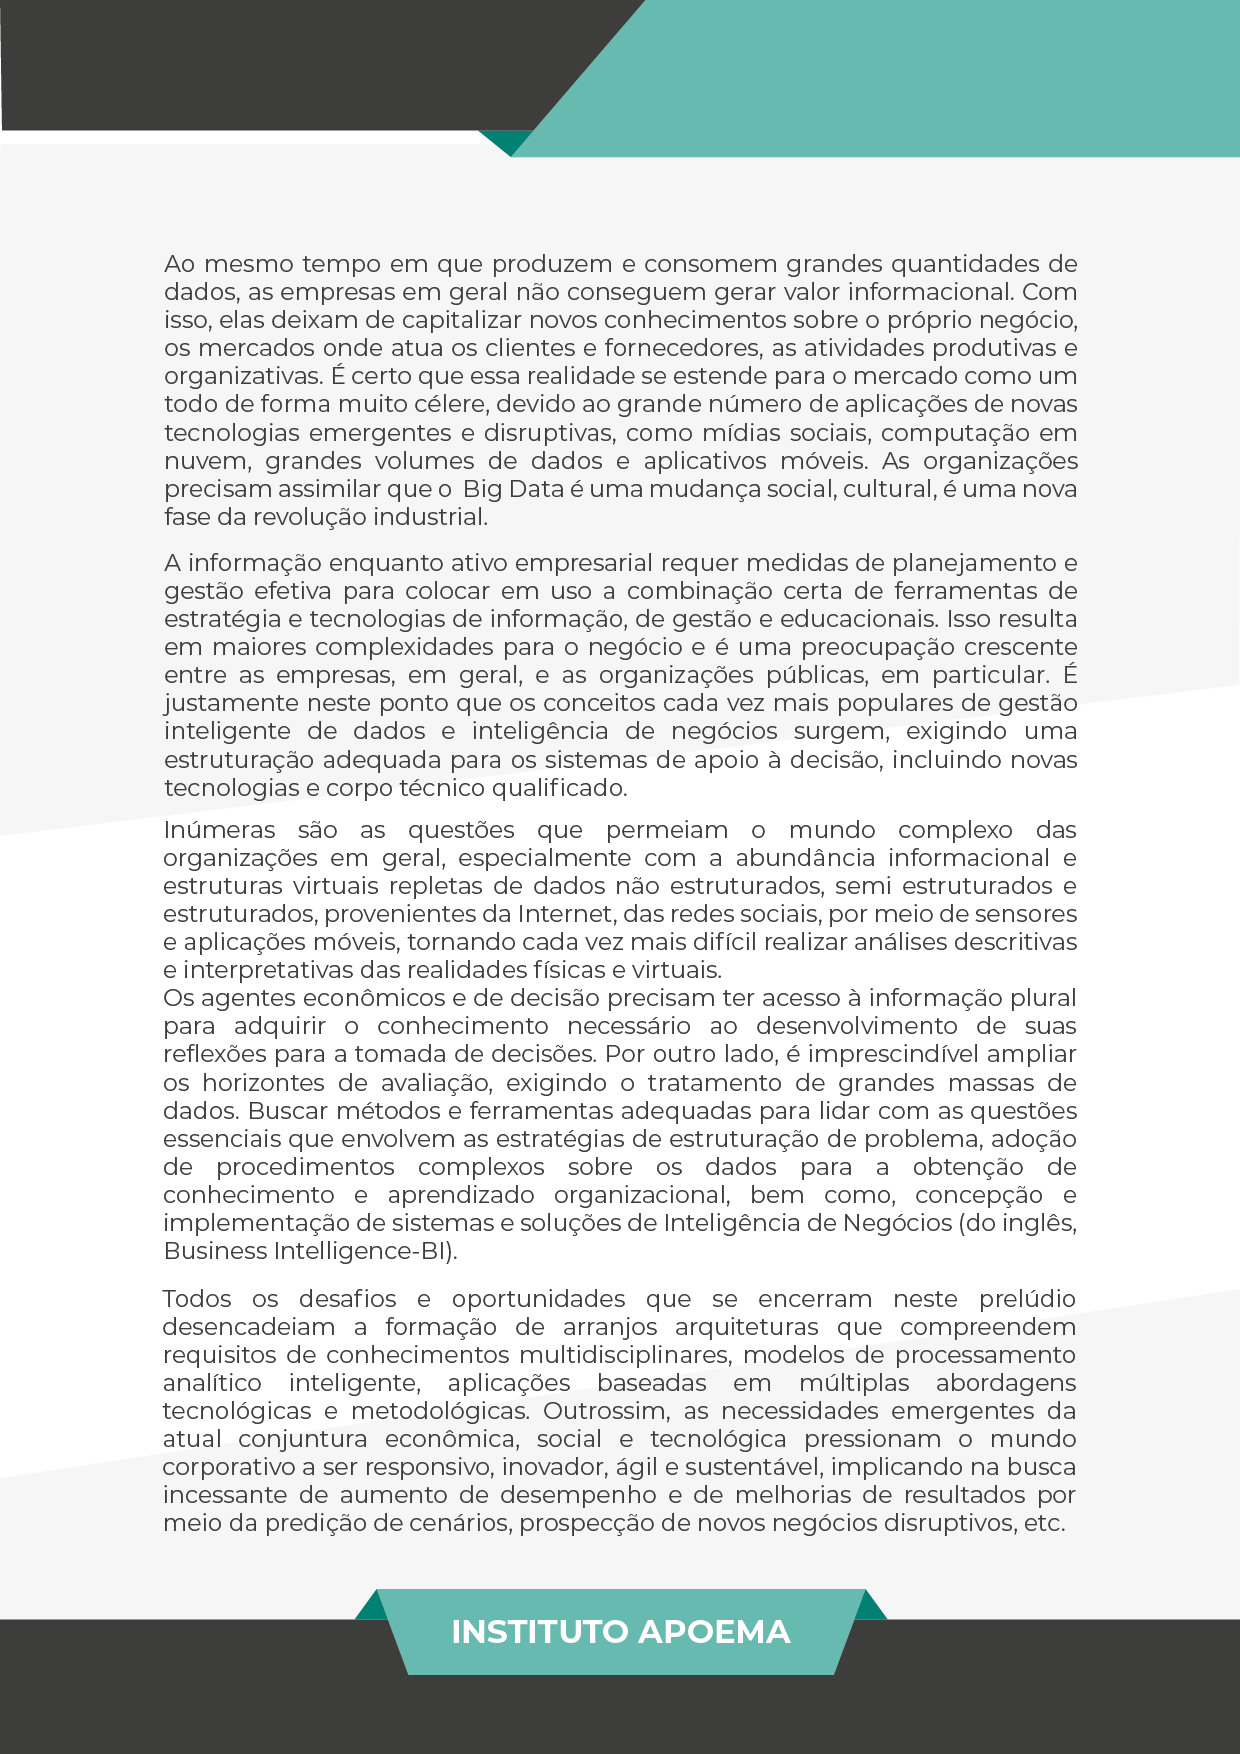 Ao mesmo tempo em que produzem e consomem grandes quantidades de
dados, as empresas em geral não conseguem gerar valor informacional. Com
isso, elas deixam de capitalizar novos conhecimentos sobre o próprio negócio,
os mercados onde atua os clientes e fornecedores, as atividades produtivas e
organizativas. É certo que essa realidade se estende para o mercado como um
todo de forma muito célere, devido ao grande número de aplicações de novas
tecnologias emergentes e disruptivas, como mídias sociais, computação em
nuvem, grandes volumes de dados e aplicativos móveis. As organizações
precisam assimilar que o  Big Data é uma mudança social, cultural, é uma nova
fase da revolução industrial.
A informação enquanto ativo empresarial requer medidas de planejamento e
gestão efetiva para colocar em uso a combinação certa de ferramentas de
estratégia e tecnologias de informação, de gestão e educacionais. Isso resulta
em maiores complexidades para o negócio e é uma preocupação crescente
entre as empresas, em geral, e as organizações públicas, em particular. É
justamente neste ponto que os conceitos cada vez mais populares de gestão
inteligente de dados e inteligência de negócios surgem, exigindo uma
estruturação adequada para os sistemas de apoio à decisão, incluindo novas
tecnologias e corpo técnico qualificado.
Inúmeras são as questões que permeiam o mundo complexo das
organizações em geral, especialmente com a abundância informacional e
estruturas virtuais repletas de dados não estruturados, semi estruturados e
estruturados, provenientes da Internet, das redes sociais, por meio de sensores
e aplicações móveis, tornando cada vez mais difícil realizar análises descritivas
e interpretativas das realidades físicas e virtuais.
Os agentes econômicos e de decisão precisam ter acesso à informação plural
para adquirir o conhecimento necessário ao desenvolvimento de suas
reflexões para a tomada de decisões. Por outro lado, é imprescindível ampliar
os horizontes de avaliação, exigindo o tratamento de grandes massas de
dados. Buscar métodos e ferramentas adequadas para lidar com as questões
essenciais que envolvem as estratégias de estruturação de problema, adoção
de procedimentos complexos sobre os dados para a obtenção de
conhecimento e aprendizado organizacional, bem como, concepção e
implementação de sistemas e soluções de Inteligência de Negócios (do inglês,
Business Intelligence-BI).
Todos os desafios e oportunidades que se encerram neste prelúdio
desencadeiam a formação de arranjos arquiteturas que compreendem
requisitos de conhecimentos multidisciplinares, modelos de processamento
analítico inteligente, aplicações baseadas em múltiplas abordagens
tecnológicas e metodológicas. Outrossim, as necessidades emergentes da
atual conjuntura econômica, social e tecnológica pressionam o mundo
corporativo a ser responsivo, inovador, ágil e sustentável, implicando na busca
incessante de aumento de desempenho e de melhorias de resultados por
meio da predição de cenários, prospecção de novos negócios disruptivos, etc.
INSTITUTO APOEMA